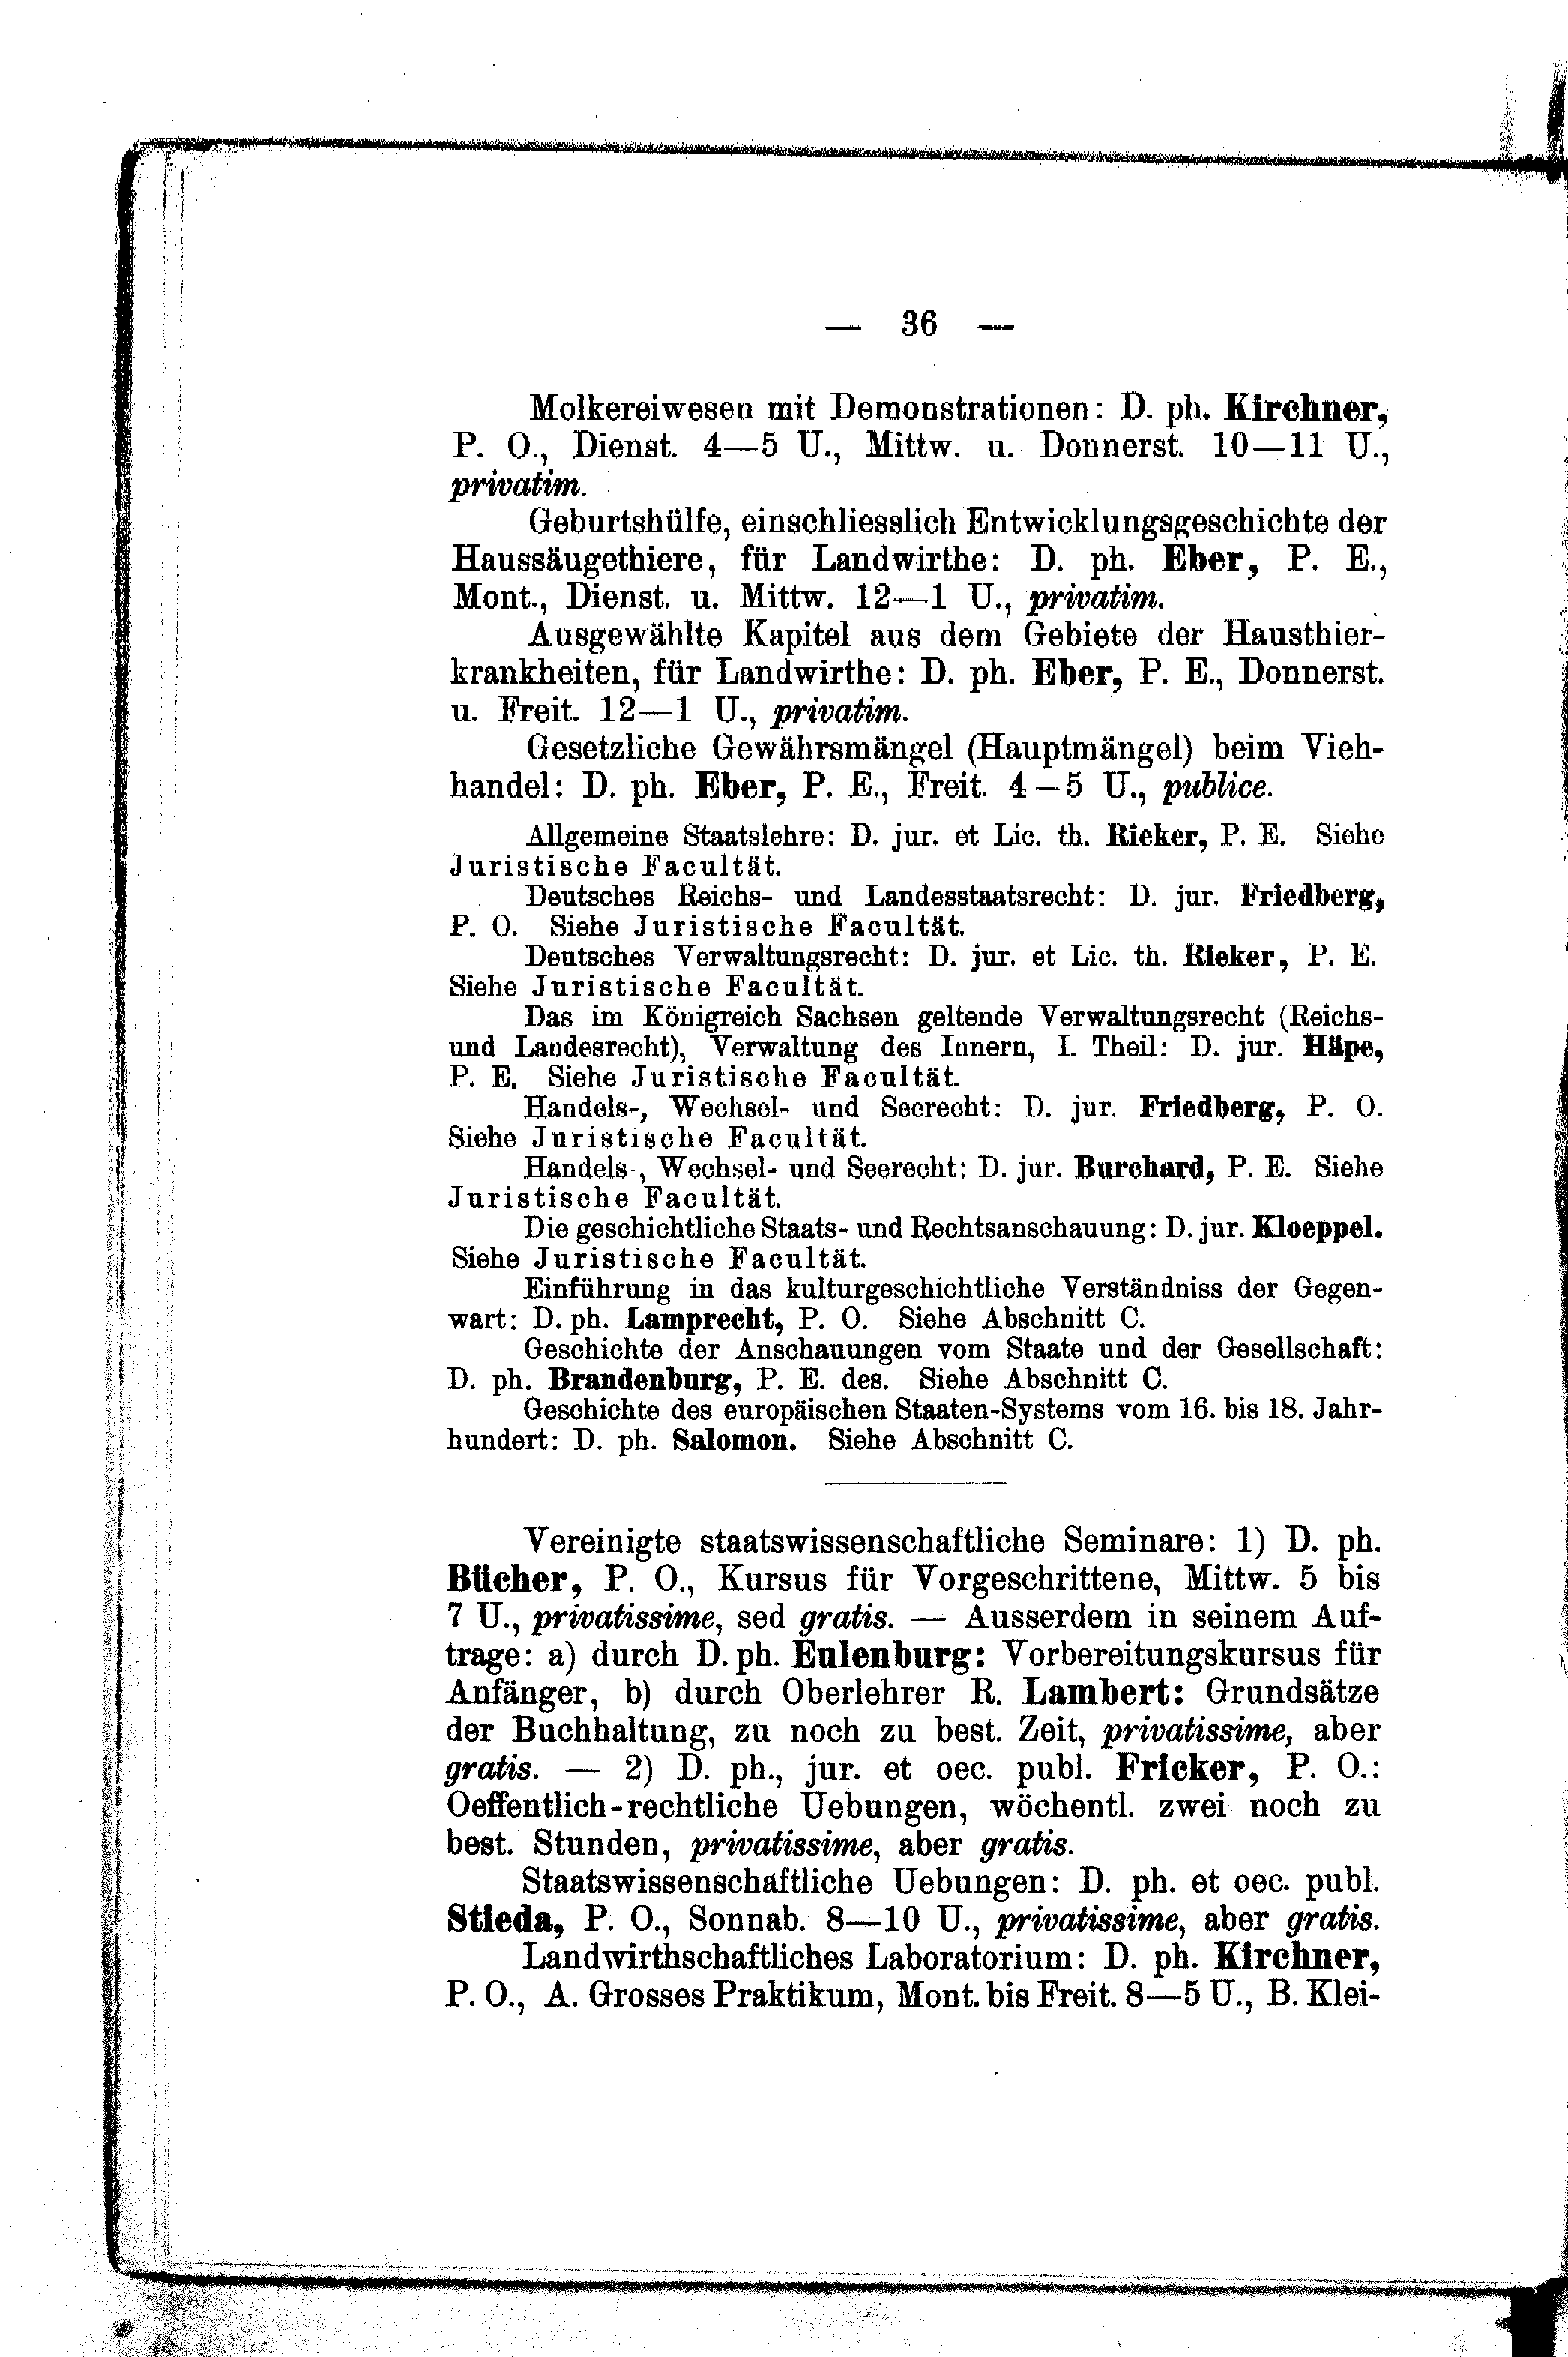 — 36 —
Molkereiwesen mit Demonstrationen: D. ph. Kirchner,
P. O., Dienst. 4—5 U., Mittw. u. Donnerst. 10—11 U.,
privatim.
Geburtshülfe, einschliesslich Entwicklungsgeschichte der
Haussäugethiere, für Landwirthe: D. ph. Eber, P. E.,
Mont., Dienst. u. Mittw. 12—1 U., privatim.
Ausgewählte Kapitel aus dem Gebiete der Hausthier-
krankheiten, für Landwirthe: D. ph. Eber, P. E., Donnerst.
u. Freit. 12—1 U., privatim.
Gesetzliche Gewährsmängel (Hauptmängel) beim Vieh-
handel: D. ph. Eber, P. E., Freit. 4—5 U., publice.
Allgemeine Staatslehre: D. jur. et Lic. th. Rieker, P. E. Siehe
Juristische Facultät.
Deutsches Reichs- und Landesstaatsrecht: D. jur. Friedberg,
P. O. Siehe Juristische Facultät.
Deutsches Verwaltungsrecht: D. jur. et Lic. th. Rieker, P. E.
Siehe Juristische Facultät.
Das im Königreich Sachsen geltende Verwaltungsrecht (Reichs-
und Landesrecht), Verwaltung des Innern, I. Theil: D. jur. Häpe,
P. E. Siehe Juristische Facultät.
Handels-, Wechsel- und Seerecht: D. jur. Friedberg, P. O.
Siehe Juristische Facultät.
Handels-, Wechsel- und Seerecht: D. jur. Burchard, P. E. Siehe
Juristische Facultät.
Die geschichtliche Staats- und Rechtsanschauung: D. jur. Kloeppel.
Siehe Juristische Facultät.
Einführung in das kulturgeschichtliche Verständniss der Gegen-
wart: D. ph. Lamprecht, P. O. Siehe Abschnitt C.
Geschichte der Anschauungen vom Staate und der Gesellschaft:
D. ph. Brandenburg, P. E. des. Siehe Abschnitt C.
Geschichte des europäischen Staaten-Systems vom 16. bis 18. Jahr-
hundert: D. ph. Salomon. Siehe Abschnitt C.
Vereinigte staatswissenschaftliche Seminare: 1) D. ph.
Bücher, P. O., Kursus für Vorgeschrittene, Mittw. 5 bis
7 U., privatissime, sed gratis. — Ausserdem in seinem Auf-
trage: a) durch D. ph. Eulenburg: Vorbereitungskursus für
Anfänger, b) durch Oberlehrer R. Lambert: Grundsätze
der Buchhaltung, zu noch zu best. Zeit, privatissime, aber
gratis. — 2) D. ph., jur. et oec. publ. Fricker, P. O.:
Oeffentlich-rechtliche Uebungen, wöchentl. zwei noch zu
best. Stunden, privatissime, aber gratis.
Staatswissenschaftliche Uebungen: D. ph. et oec. publ.
Stieda, P. O., Sonnab. 8—10 U., privatissime, aber gratis.
Landwirthschaftliches Laboratorium: D. ph. Kirchner,
P. O., A. Grosses Praktikum, Mont. bis Freit. 8—5 U., B. Klei-